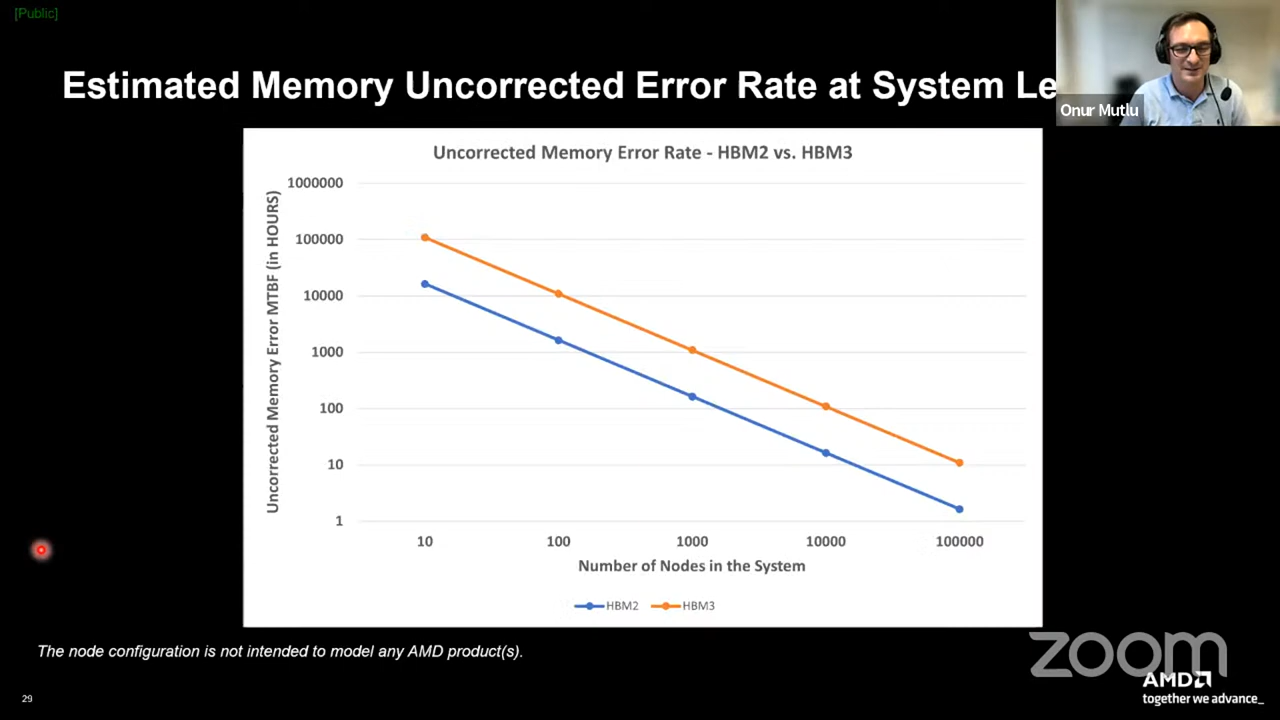 [Public]
Estimated Memory Uncorrected Error Rate at System Le
Onur Mutlu
Uncorrected Memory Error Rate - HBM2 vs. HBM3
Uncorrected Memory Error MTBF (in HOURS)
1000000
100000
10000
1000
100
10
1
10 100 1000 10000 100000
Number of Nodes in the System
HBM2 HBM3
The node configuration is not intended to model any AMD product(s).
zoom
29
AMD
together we advance_